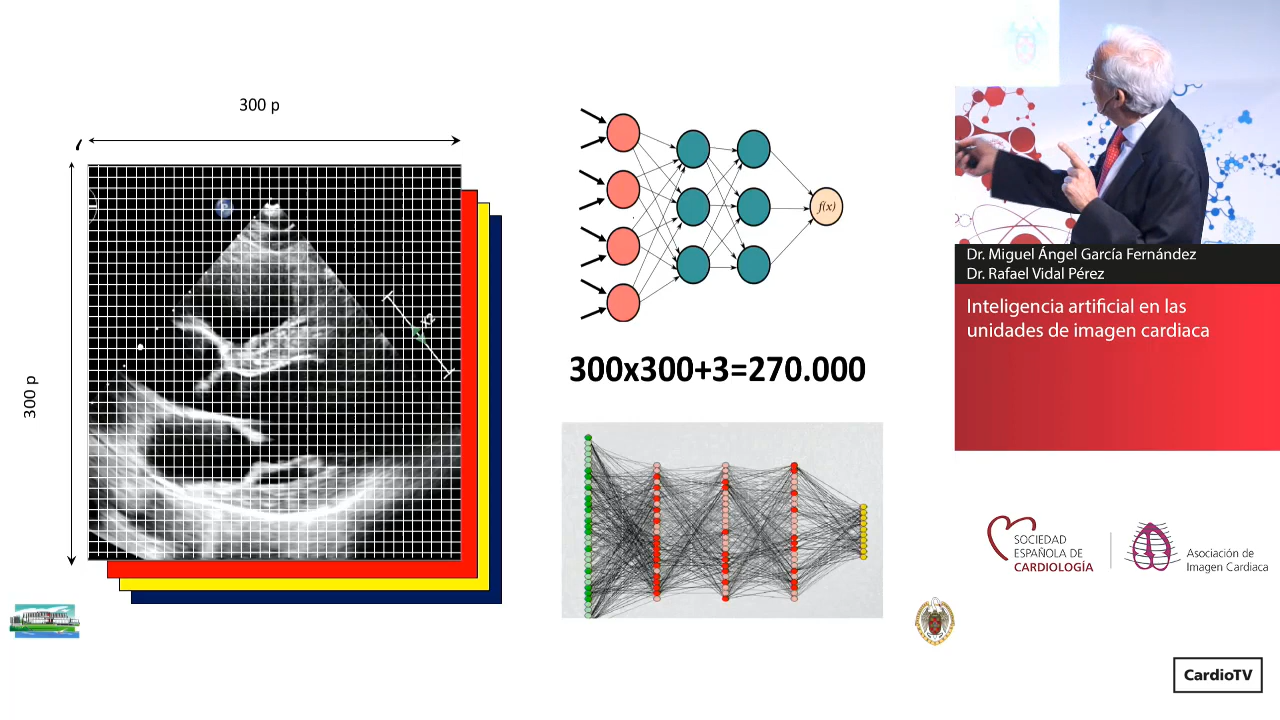 300 p
300 p
P
x2
f(x)
300x300+3=270.000
Dr. Miguel Ángel García Fernández
Dr. Rafael Vidal Pérez
Inteligencia artificial en las
unidades de imagen cardiaca
SOCIEDAD
ESPAÑOLA DE
CARDIOLOGÍA
Asociación de
Imagen Cardiaca
CardioTV